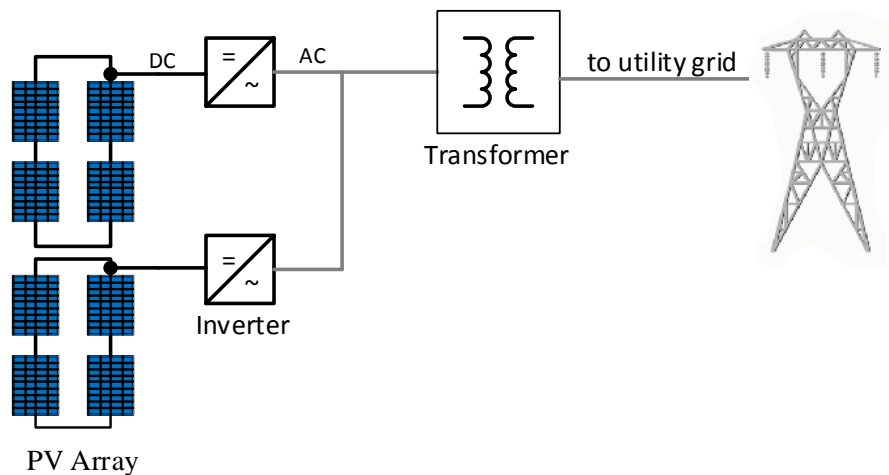 DC
=
~
AC
to utility grid
Transformer
=
~
Inverter
PV Array